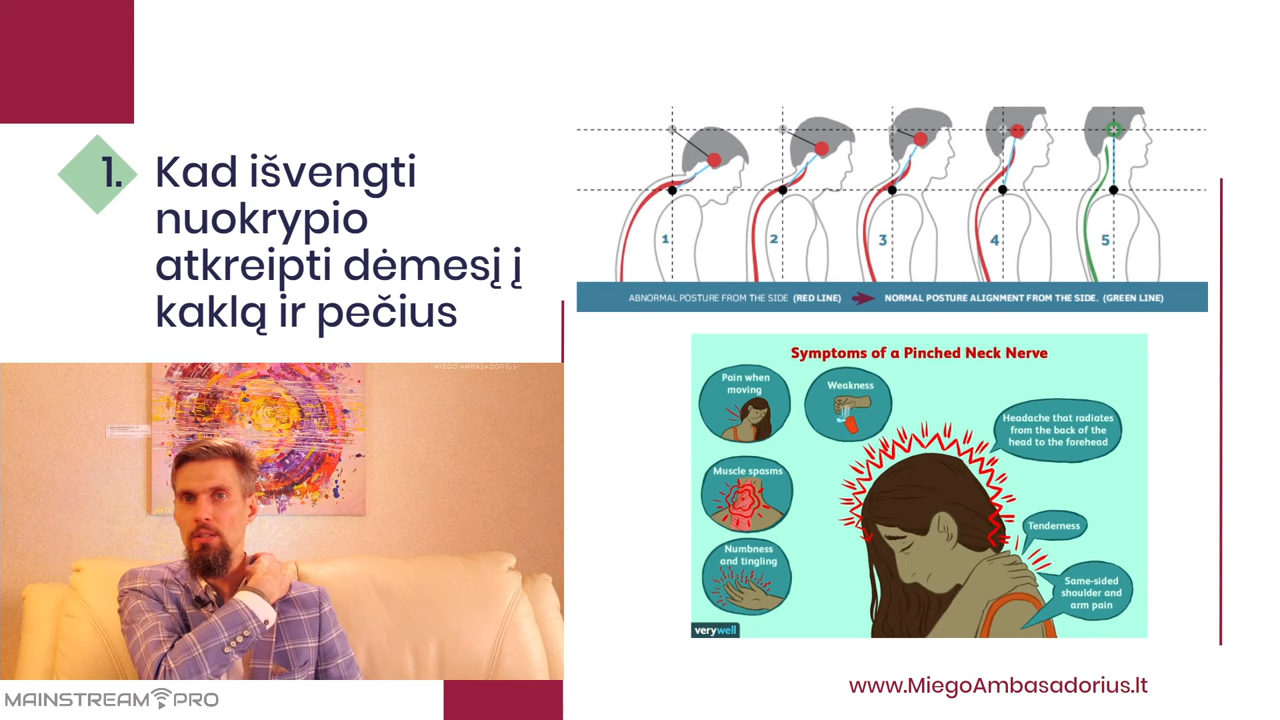 1.
Kad išvengti
nuokrypio
atkreipti dėmesį į
kaklą ir pečius
1
2
3
4
5
ABNORMAL POSTURE FROM THE SIDE (RED LINE) NORMAL POSTURE ALIGNMENT FROM THE SIDE. (GREEN LINE)
Symptoms of a Pinched Neck Nerve
Pain when
moving
Weakness
Headache that radiates
from the back of the
head to the forehead
Muscle spasms
Tenderness
Numbness
and tingling
Same-sided
shoulder and
arm pain
verywell
MIEGO AMBASADORIUS
MAINSTREAM PRO
www.MiegoAmbasadorius.lt